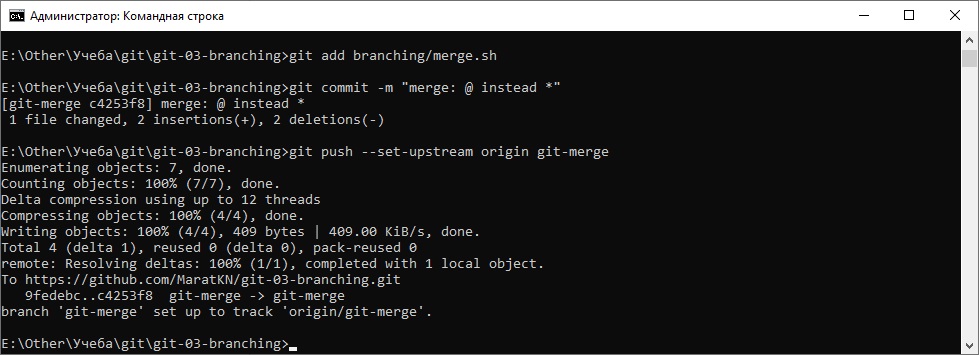 Администратор: Командная строка
E:\Other\Учеба\git\git-03-branching>git add branching/merge.sh
E:\Other\Учеба\git\git-03-branching>git commit -m "merge: @ instead *"
[git-merge c4253f8] merge: @ instead *
1 file changed, 2 insertions(+), 2 deletions(-)
E:\Other\Учеба\git\git-03-branching>git push --set-upstream origin git-merge
Enumerating objects: 7, done.
Counting objects: 100% (7/7), done.
Delta compression using up to 12 threads
Compressing objects: 100% (4/4), done.
Writing objects: 100% (4/4), 409 bytes | 409.00 KiB/s, done.
Total 4 (delta 1), reused 0 (delta 0), pack-reused 0
remote: Resolving deltas: 100% (1/1), completed with 1 local object.
To https://github.com/MaratKN/git-03-branching.git
9fedebc..c4253f8  git-merge -> git-merge
branch 'git-merge' set up to track 'origin/git-merge'.
E:\Other\Учеба\git\git-03-branching>